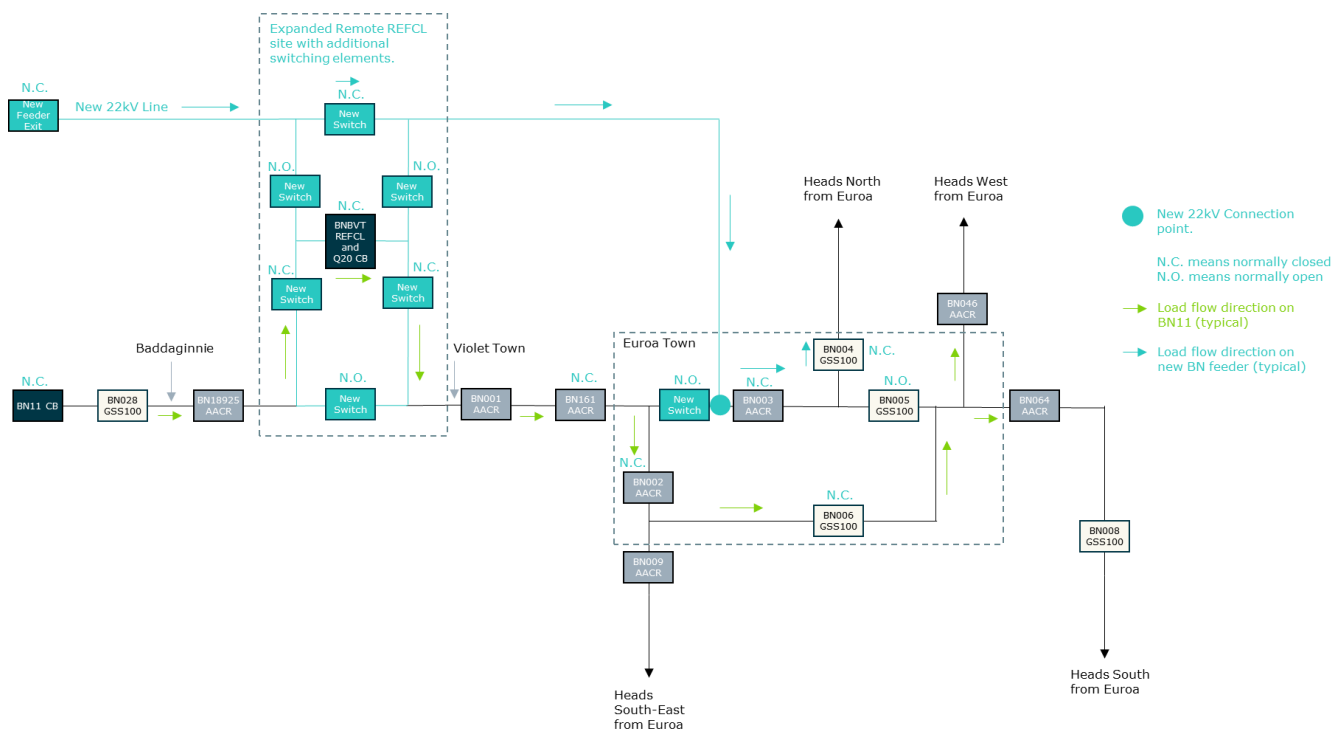 Expanded Remote REFCL
site with additional
switching elements.
N.C.
New
Feeder
Exit
New 22kV Line
N.C.
New
Switch
N.O.
New
Switch
N.O.
New
Switch
N.C.
BNBVT
REFCL
and
Q20 CB
N.C.
New
Switch
N.C.
New
Switch
N.O.
New
Switch
Baddaginnie
N.C.
BN11 CB
BN028
GSS100
BN18925
AACR
Violet Town
BN001
AACR
N.C.
BN161
AACR
Euroa Town
N.O.
New
Switch
N.C.
BN003
AACR
Heads North
from Euroa
BN004
GSS100
N.C.
N.O.
BN005
GSS100
Heads West
from Euroa
BN046
AACR
BN064
AACR
N.C.
BN002
AACR
N.C.
BN006
GSS100
BN009
AACR
BN008
GSS100
Heads
South-East
from Euroa
Heads South
from Euroa
New 22kV Connection
point.
N.C. means normally closed
N.O. means normally open
Load flow direction on
BN11 (typical)
Load flow direction on
new BN feeder (typical)